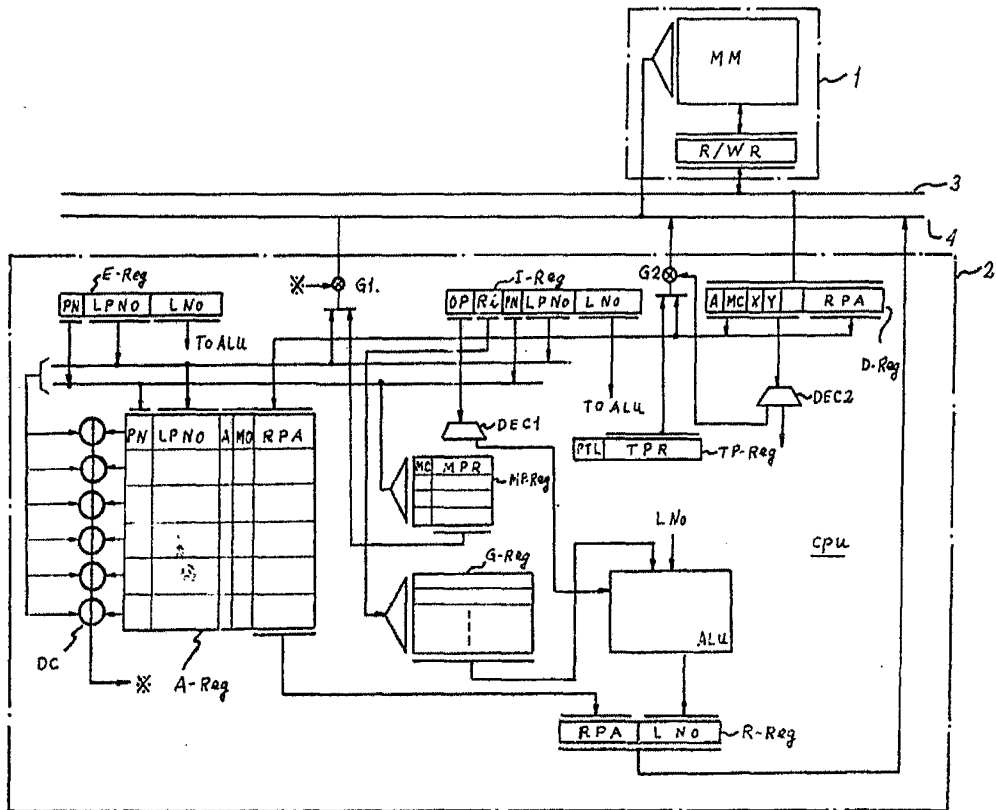 MM
1
R/WR
3
4
2
E-Reg
PN LPNO LNO
TO ALU
※
G1.
I-Reg
OP Ri PN LPNO LNO
TO ALU
G2
A MC X Y RPA
D-Reg
DEC2
DEC1
PTL TPR
TP-Reg
PN LPNO A MO RPA
MC MPR
MP-Reg
G-Reg
LNO
CPU
ALU
DC
※
A-Reg
RPA LNO
R-Reg